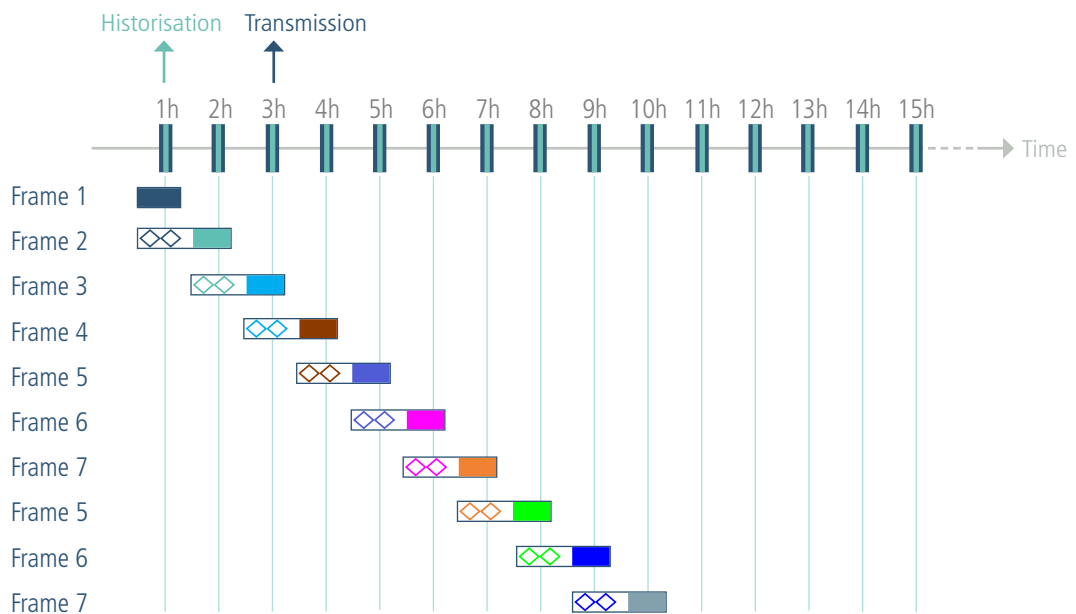 Historisation Transmission
1h 2h 3h 4h 5h 6h 7h 8h 9h 10h 11h 12h 13h 14h 15h
Time
Frame 1
Frame 2
Frame 3
Frame 4
Frame 5
Frame 6
Frame 7
Frame 5
Frame 6
Frame 7